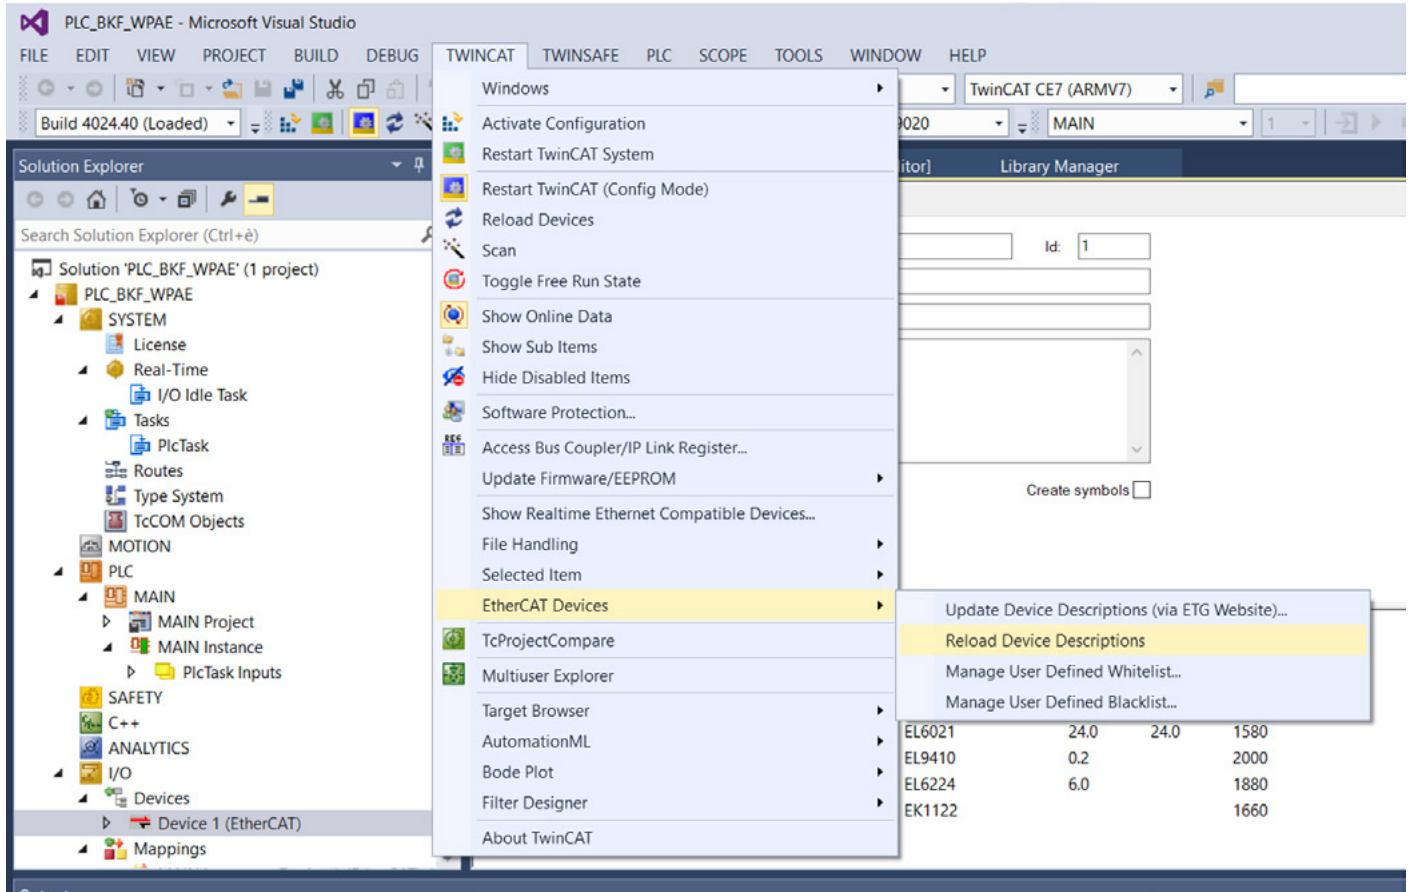 PLC_BKF_WPAE - Microsoft Visual Studio
FILE EDIT VIEW PROJECT BUILD DEBUG TWINCAT TWINSAFE PLC SCOPE TOOLS WINDOW HELP
TwinCAT CE7 (ARMV7)
Build 4024.40 (Loaded)
9020
MAIN
1
Solution Explorer
Search Solution Explorer (Ctrl+è)
Solution 'PLC_BKF_WPAE' (1 project)
PLC_BKF_WPAE
SYSTEM
License
Real-Time
I/O Idle Task
Tasks
PlcTask
Routes
Type System
TcCOM Objects
MOTION
PLC
MAIN
MAIN Project
MAIN Instance
PlcTask Inputs
SAFETY
C++
ANALYTICS
I/O
Devices
Device 1 (EtherCAT)
Mappings
Windows
Activate Configuration
Restart TwinCAT System
Restart TwinCAT (Config Mode)
Reload Devices
Scan
Toggle Free Run State
Show Online Data
Show Sub Items
Hide Disabled Items
Software Protection...
REG
Access Bus Coupler/IP Link Register...
Update Firmware/EEPROM
Show Realtime Ethernet Compatible Devices...
File Handling
Selected Item
EtherCAT Devices
TcProjectCompare
Multiuser Explorer
Target Browser
AutomationML
Bode Plot
Filter Designer
About TwinCAT
Update Device Descriptions (via ETG Website)...
Reload Device Descriptions
Manage User Defined Whitelist...
Manage User Defined Blacklist...
itor]
Library Manager
Id: 1
Create symbols
EL6021 24.0 24.0 1580
EL9410 0.2 2000
EL6224 6.0 1880
EK1122 1660